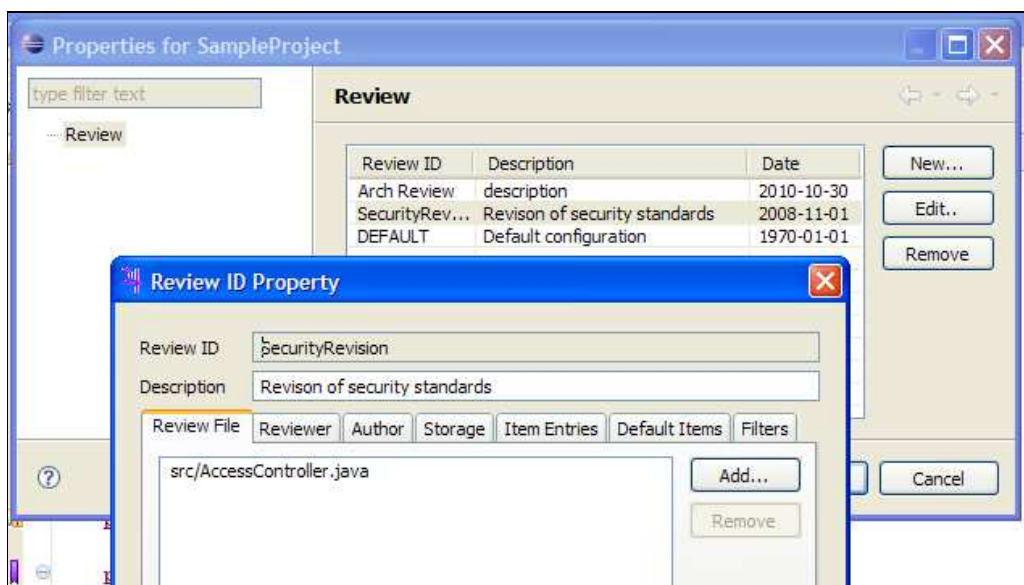 Properties for SampleProject
type filter text
Review
Review
Review ID Description Date
Arch Review description 2010-10-30
SecurityRev... Revison of security standards 2008-11-01
DEFAULT Default configuration 1970-01-01
New...
Edit..
Remove
Review ID Property
Review ID SecurityRevision
Description Revison of security standards
Review File Reviewer Author Storage Item Entries Default Items Filters
src/AccessController.java
Add...
Remove
Cancel